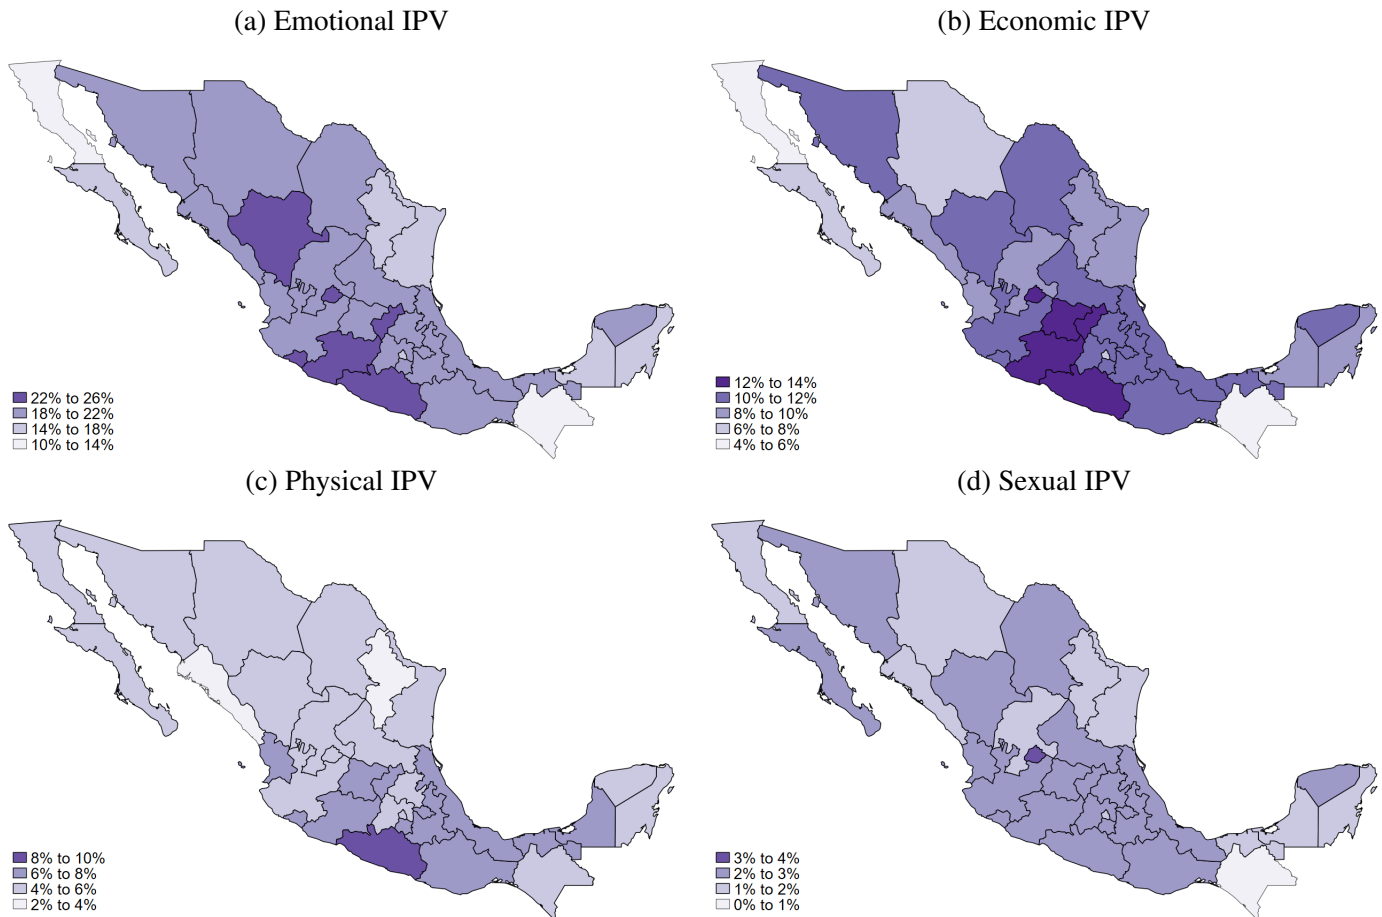 (a) Emotional IPV
(b) Economic IPV
22% to 26%
18% to 22%
14% to 18%
10% to 14%
12% to 14%
10% to 12%
8% to 10%
6% to 8%
4% to 6%
(c) Physical IPV
(d) Sexual IPV
8% to 10%
6% to 8%
4% to 6%
2% to 4%
3% to 4%
2% to 3%
1% to 2%
0% to 1%